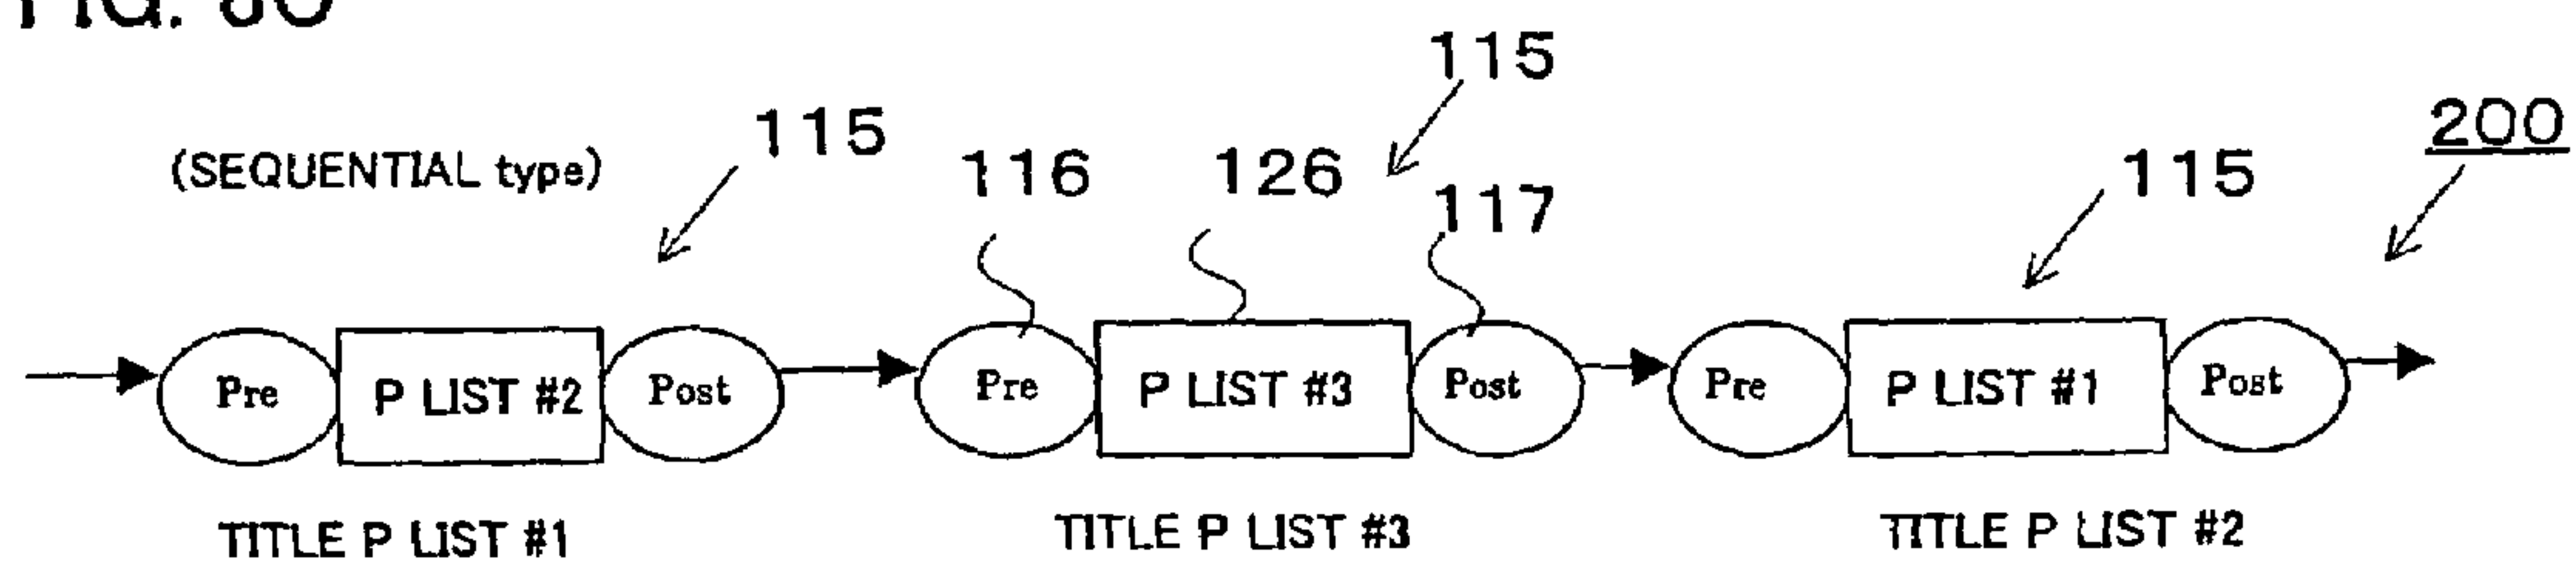 115
(SEQUENTIAL type) 115 116 126 117 115 200
Pre P LIST #2 Post Pre P LIST #3 Post Pre P LIST #1 Post
TITLE P LIST #1 TITLE P LIST #3 TITLE P LIST #2